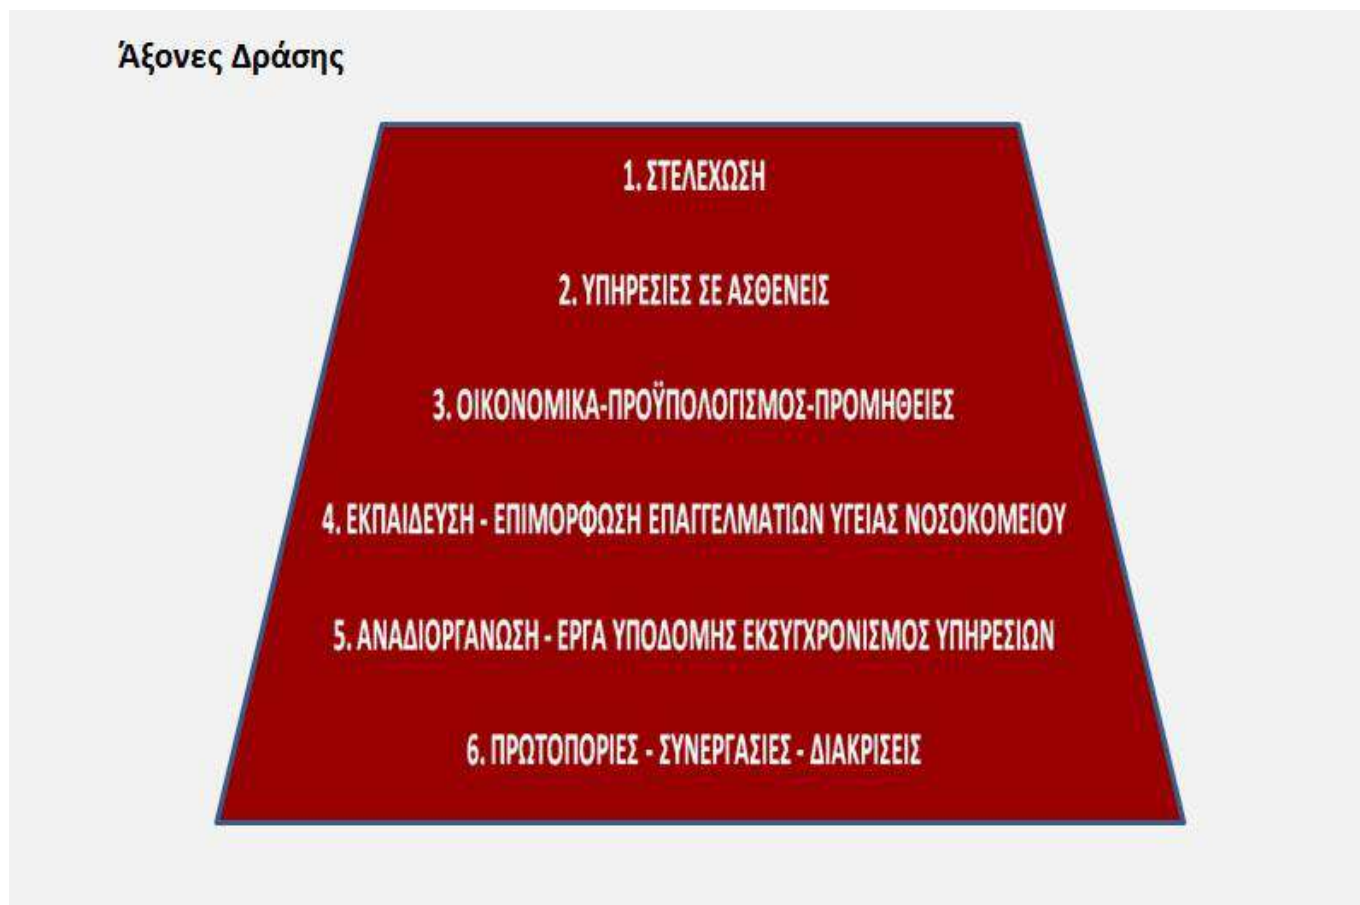 Άξονες Δράσης
1. ΣΤΕΛΕΧΩΣΗ
2. ΥΠΗΡΕΣΙΕΣ ΣΕ ΑΣΘΕΝΕΙΣ
3. ΟΙΚΟΝΟΜΙΚΑ-ΠΡΟΫΠΟΛΟΓΙΣΜΟΣ-ΠΡΟΜΗΘΕΙΕΣ
4. ΕΚΠΑΙΔΕΥΣΗ - ΕΠΙΜΟΡΦΩΣΗ ΕΠΑΓΓΕΛΜΑΤΙΩΝ ΥΓΕΙΑΣ ΝΟΣΟΚΟΜΕΙΟΥ
5. ΑΝΑΔΙΟΡΓΑΝΩΣΗ - ΕΡΓΑ ΥΠΟΔΟΜΗΣ ΕΚΣΥΓΧΡΟΝΙΣΜΟΣ ΥΠΗΡΕΣΙΩΝ
6. ΠΡΩΤΟΠΟΡΙΕΣ - ΣΥΝΕΡΓΑΣΙΕΣ - ΔΙΑΚΡΙΣΕΙΣ